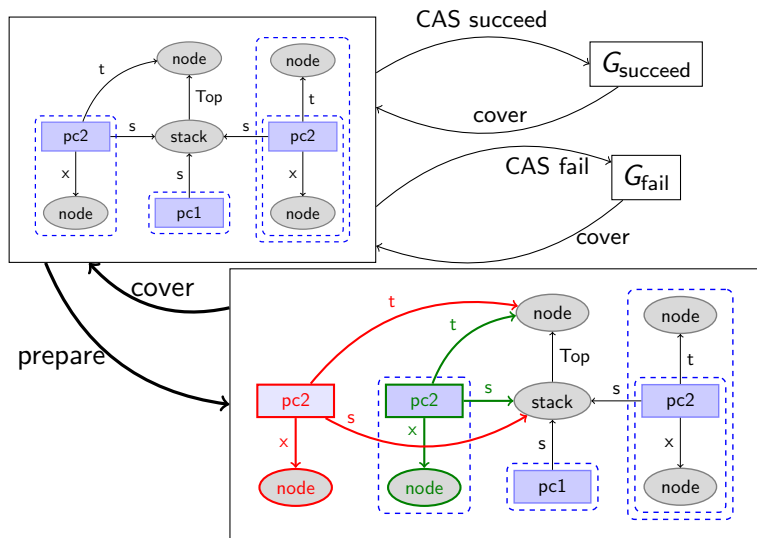 CAS succeed
node
node
t
G_succeed
Top
t
cover
pc2
s
stack
s
pc2
x
s
x
CAS fail
G_fail
node
pc1
node
cover
cover
prepare
t
node
node
t
Top
t
pc2
pc2
s
stack
s
pc2
s
x
x
s
x
node
node
pc1
node